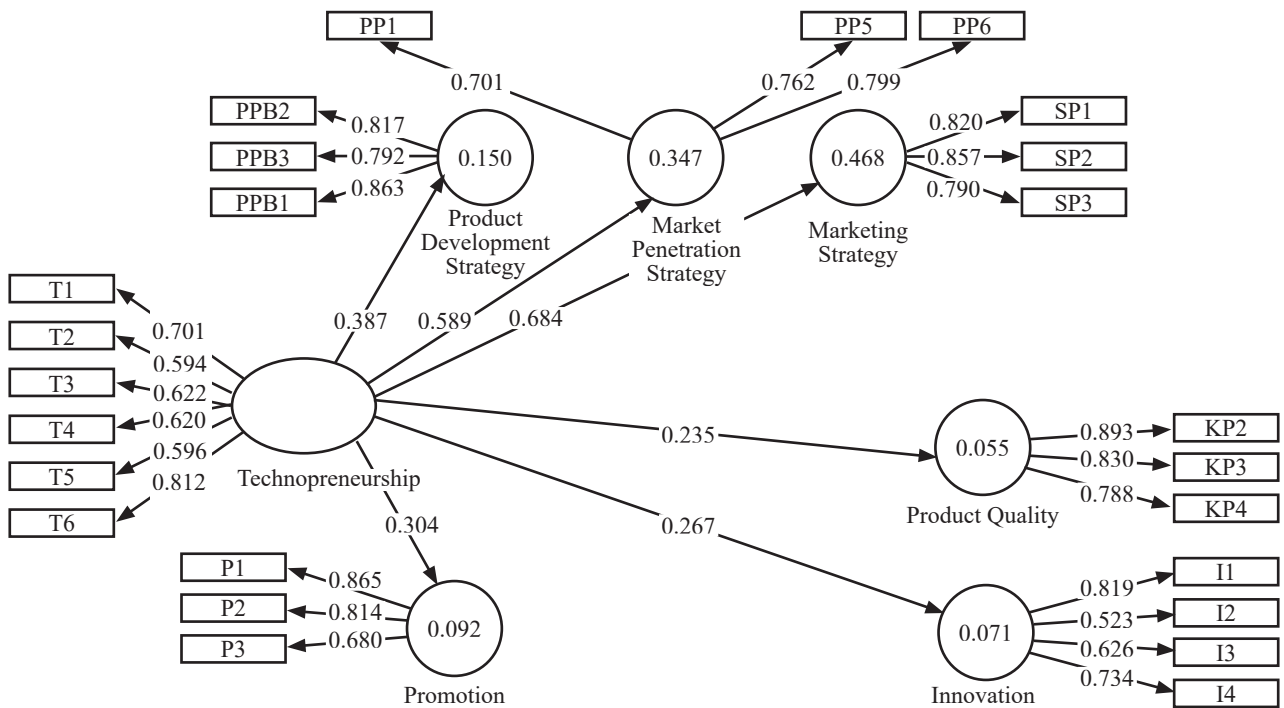 PP1
PP5
PP6
0.701
0.762
0.799
PPB2
PPB3
PPB1
0.817
0.792
0.863
0.150
Product
Development
Strategy
0.347
Market
Penetration
Strategy
0.468
Marketing
Strategy
0.820
0.857
0.790
SP1
SP2
SP3
T1
T2
T3
T4
T5
T6
0.701
0.594
0.622
0.620
0.596
0.812
Technopreneurship
0.387
0.589
0.684
0.235
0.267
0.304
0.055
Product Quality
0.893
0.830
0.788
KP2
KP3
KP4
P1
P2
P3
0.865
0.814
0.680
0.092
Promotion
0.071
Innovation
0.819
0.523
0.626
0.734
I1
I2
I3
I4